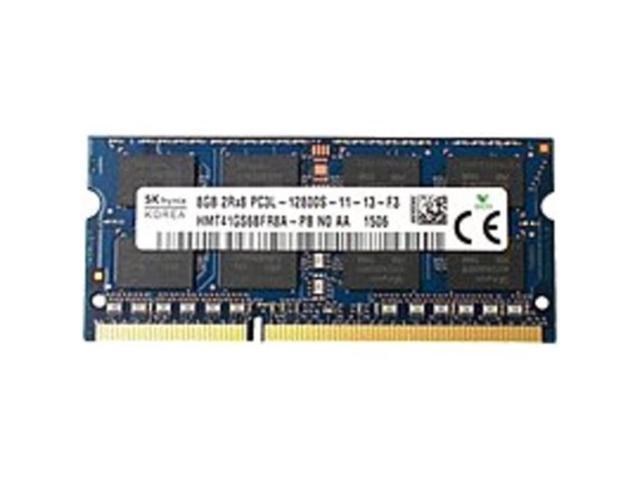 SK hynix
KOREA
8GB 2Rx8 PC3L-12800S-11-13-F3
HMT41GS6BFR8A-PB N0 AA 1506
CE